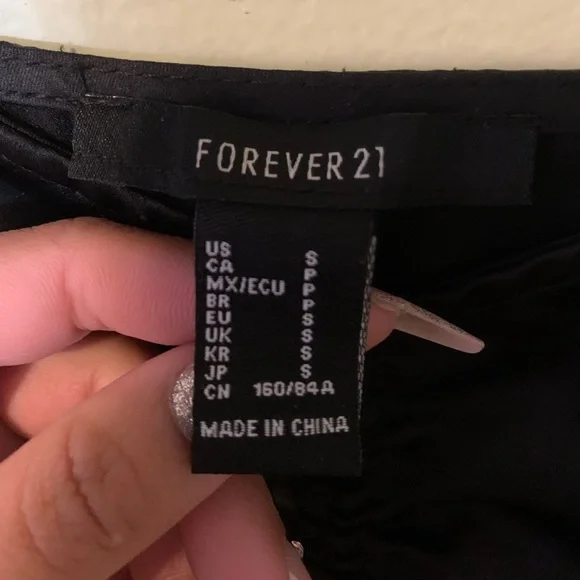 FOREVER 21
US S
CA P
MX/ECU P
BR P
EU S
UK S
KR S
JP S
CN 160/84A
MADE IN CHINA